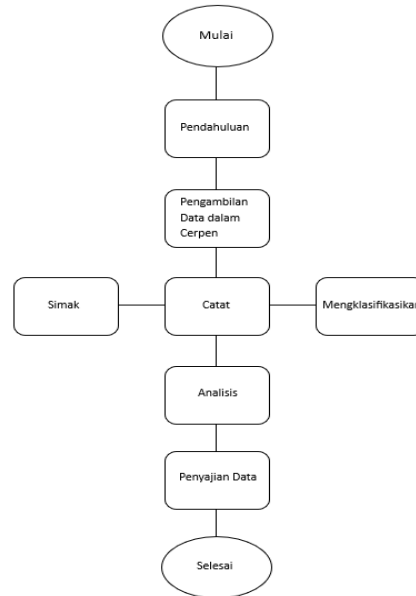 Mulai
Pendahuluan
Pengambilan
Data dalam
Cerpen
Simak
Catat
Mengklasifikasikan
Analisis
Penyajian Data
Selesai